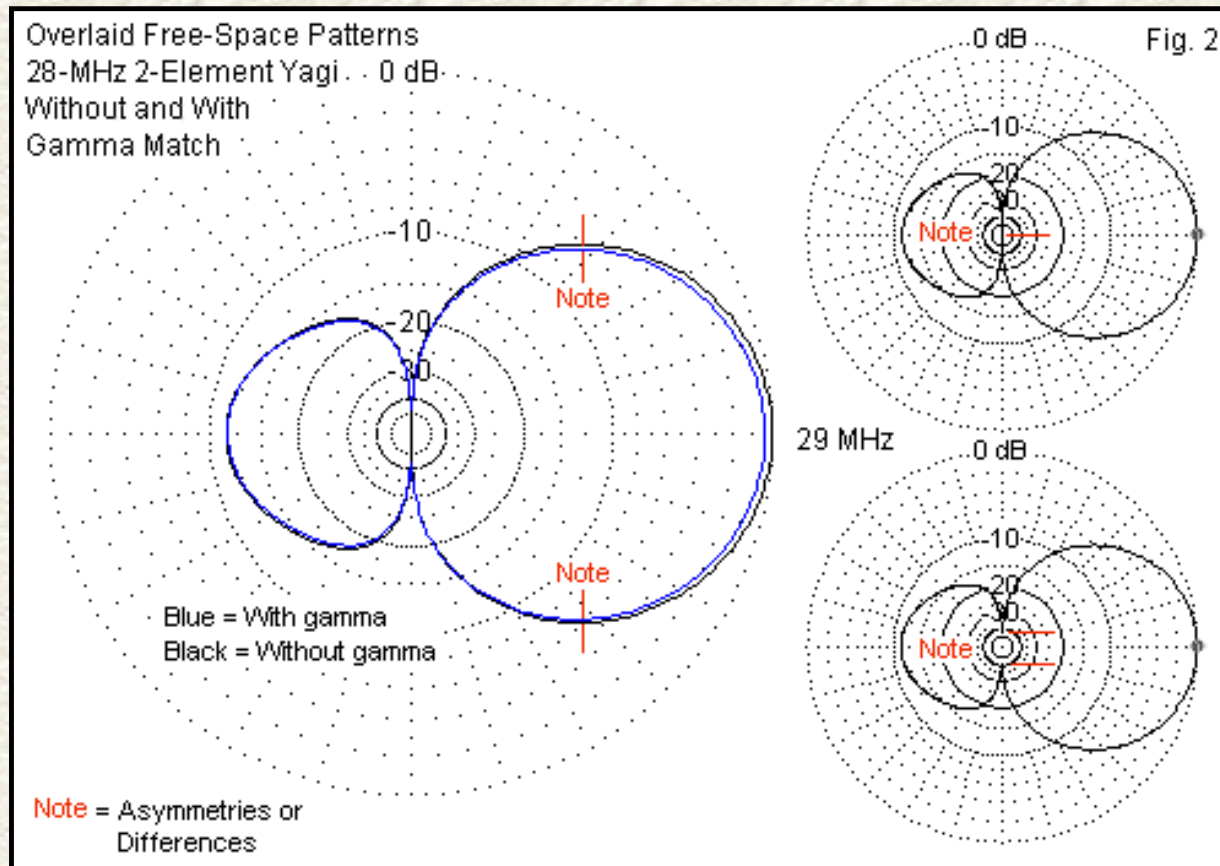 Overlaid Free-Space Patterns
28-MHz 2-Element Yagi
Without and With
Gamma Match
0 dB
-10
-20
-30
Note
Note
Blue = With gamma
Black = Without gamma
29 MHz
Note = Asymmetries or
Differences
Fig. 2
0 dB
-10
-20
-30
Note
0 dB
-10
-20
-30
Note